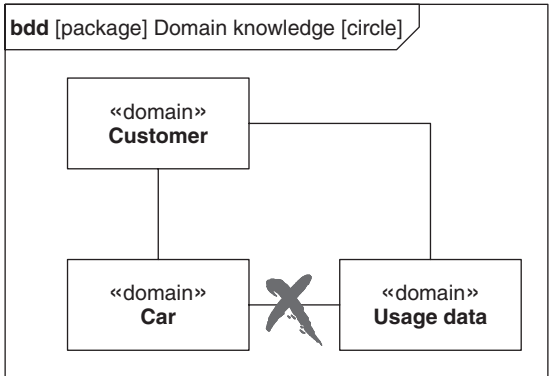 bdd [package] Domain knowledge [circle]
«domain»
Customer
«domain»
Car
«domain»
Usage data